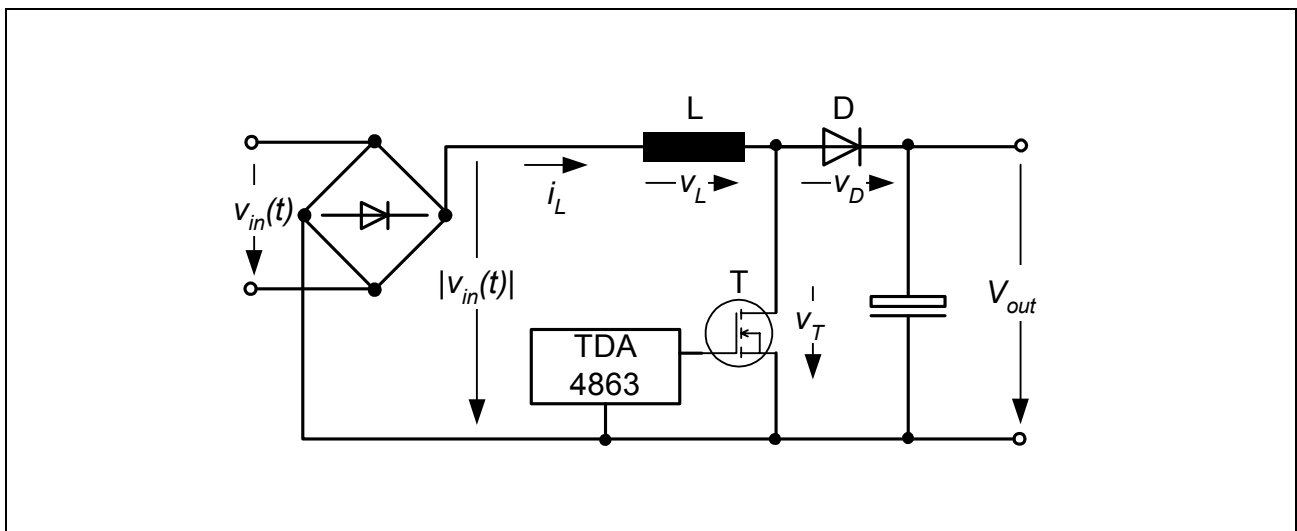 L
D
v_in(t)
i_L
v_L
v_D
|v_in(t)|
T
v_T
V_out
TDA
4863